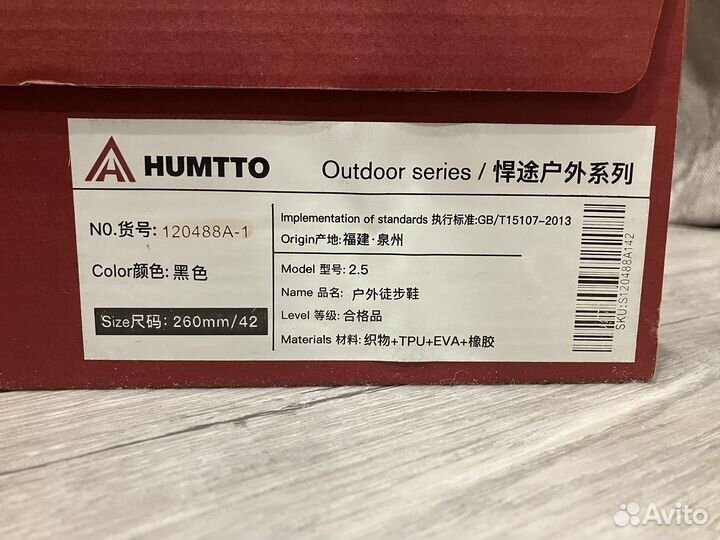 HUMTTO
Outdoor series / 悍途户外系列
NO.货号: 120488A-1
Color颜色: 黑色
Size尺码: 260mm/42
Implementation of standards 执行标准:GB/T15107-2013
Origin产地:福建·泉州
Model 型号: 2.5
Name 品名: 户外徒步鞋
Level 等级: 合格品
Materials 材料: 织物+TPU+EVA+橡胶
SKU:S120488A142
Avito